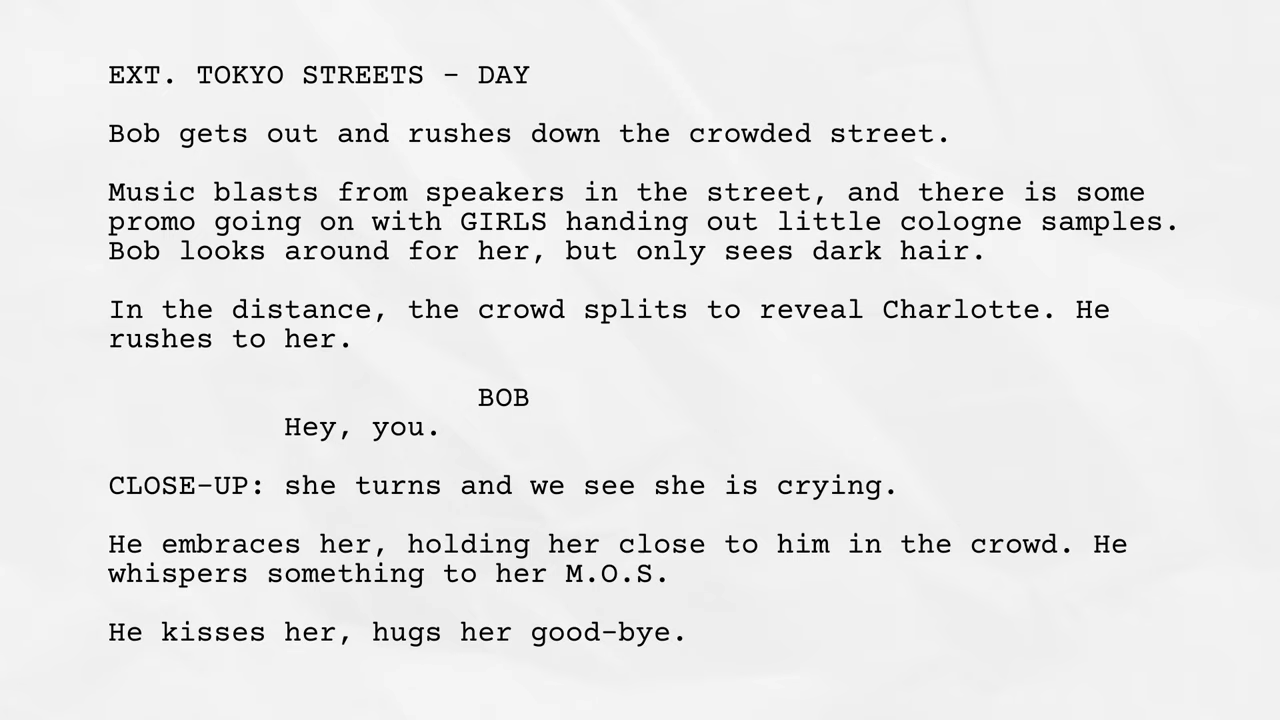 EXT. TOKYO STREETS - DAY
Bob gets out and rushes down the crowded street.
Music blasts from speakers in the street, and there is some
promo going on with GIRLS handing out little cologne samples.
Bob looks around for her, but only sees dark hair.
In the distance, the crowd splits to reveal Charlotte. He
rushes to her.
BOB
Hey, you.
CLOSE-UP: she turns and we see she is crying.
He embraces her, holding her close to him in the crowd. He
whispers something to her M.O.S.
He kisses her, hugs her good-bye.